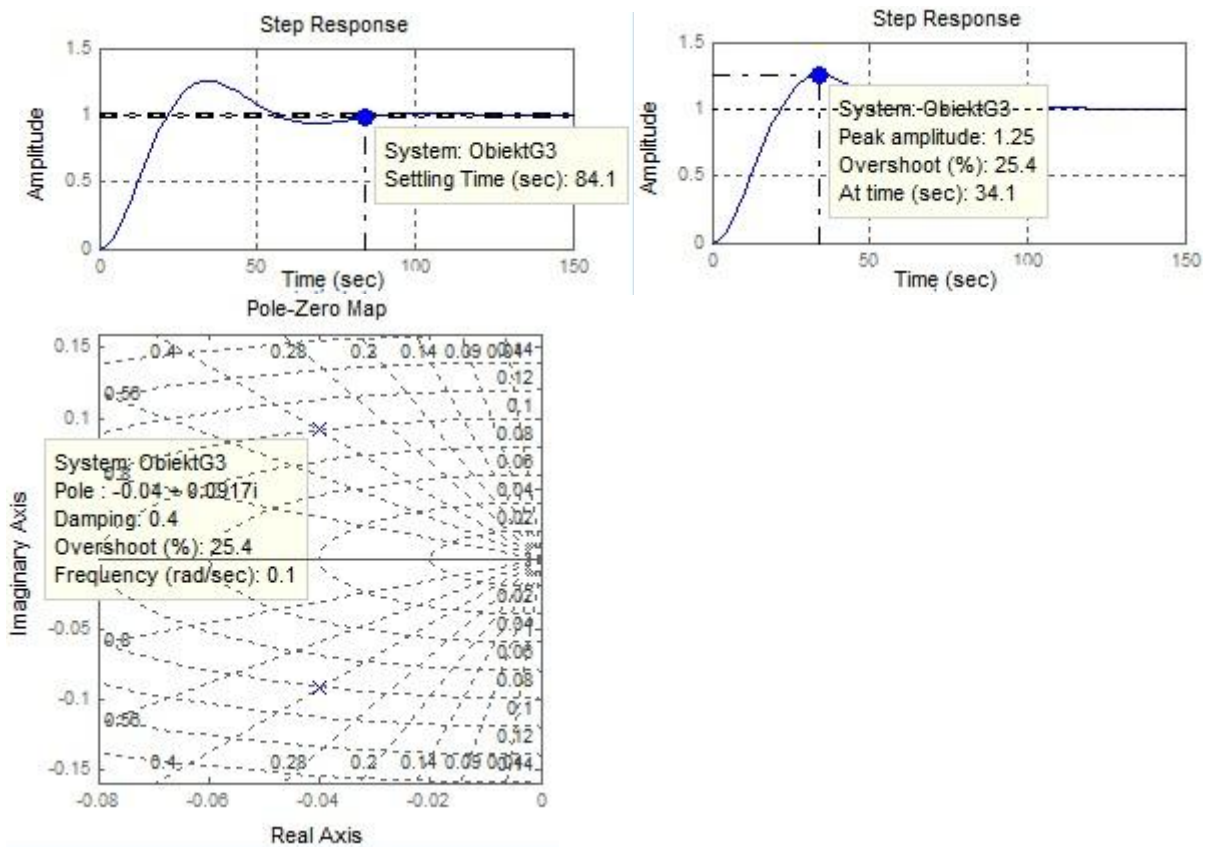 Step Response
1.5
1
0.5
0
Amplitude
System: ObiektG3
Settling Time (sec): 84.1
0 50 100 150
Time (sec)
Step Response
1.5
1
0.5
0
Amplitude
System: ObiektG3
Peak amplitude: 1.25
Overshoot (%): 25.4
At time (sec): 34.1
0 50 100 150
Time (sec)
Pole-Zero Map
0.15
0.1
-0.05
-0.1
-0.15
Imaginary Axis
0.4 0.28 0.2 0.14 0.09
0.14
0.12
0.1
0.08
0.06
0.04
0.02
0.56
0.8
System: ObiektG3
Pole : -0.04 + 0.0917i
Damping: 0.4
Overshoot (%): 25.4
Frequency (rad/sec): 0.1
0.02
0.04
0.06
0.08
0.1
0.12
0.14
0.8
0.56
0.4 0.28 0.2 0.14 0.09
-0.08 -0.06 -0.04 -0.02 0
Real Axis